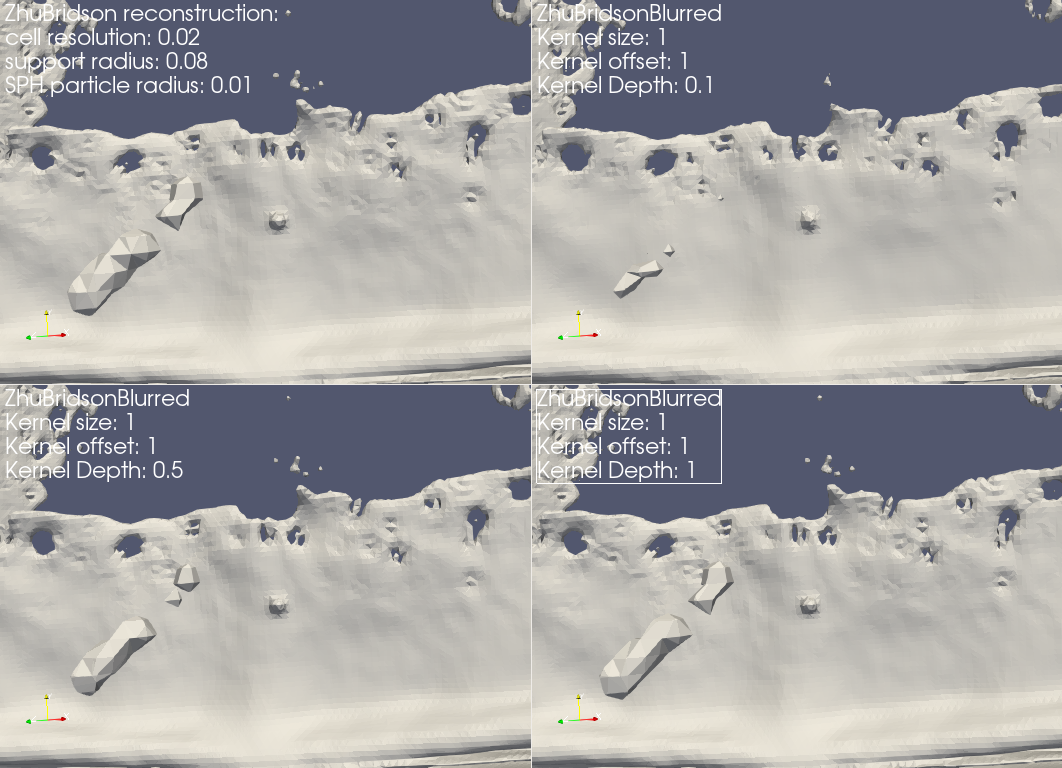 ZhuBridson reconstruction:
cell resolution: 0.02
support radius: 0.08
SPH particle radius: 0.01
ZhuBridsonBlurred
Kernel size: 1
Kernel offset: 1
Kernel Depth: 0.1
ZhuBridsonBlurred
Kernel size: 1
Kernel offset: 1
Kernel Depth: 0.5
ZhuBridsonBlurred
Kernel size: 1
Kernel offset: 1
Kernel Depth: 1